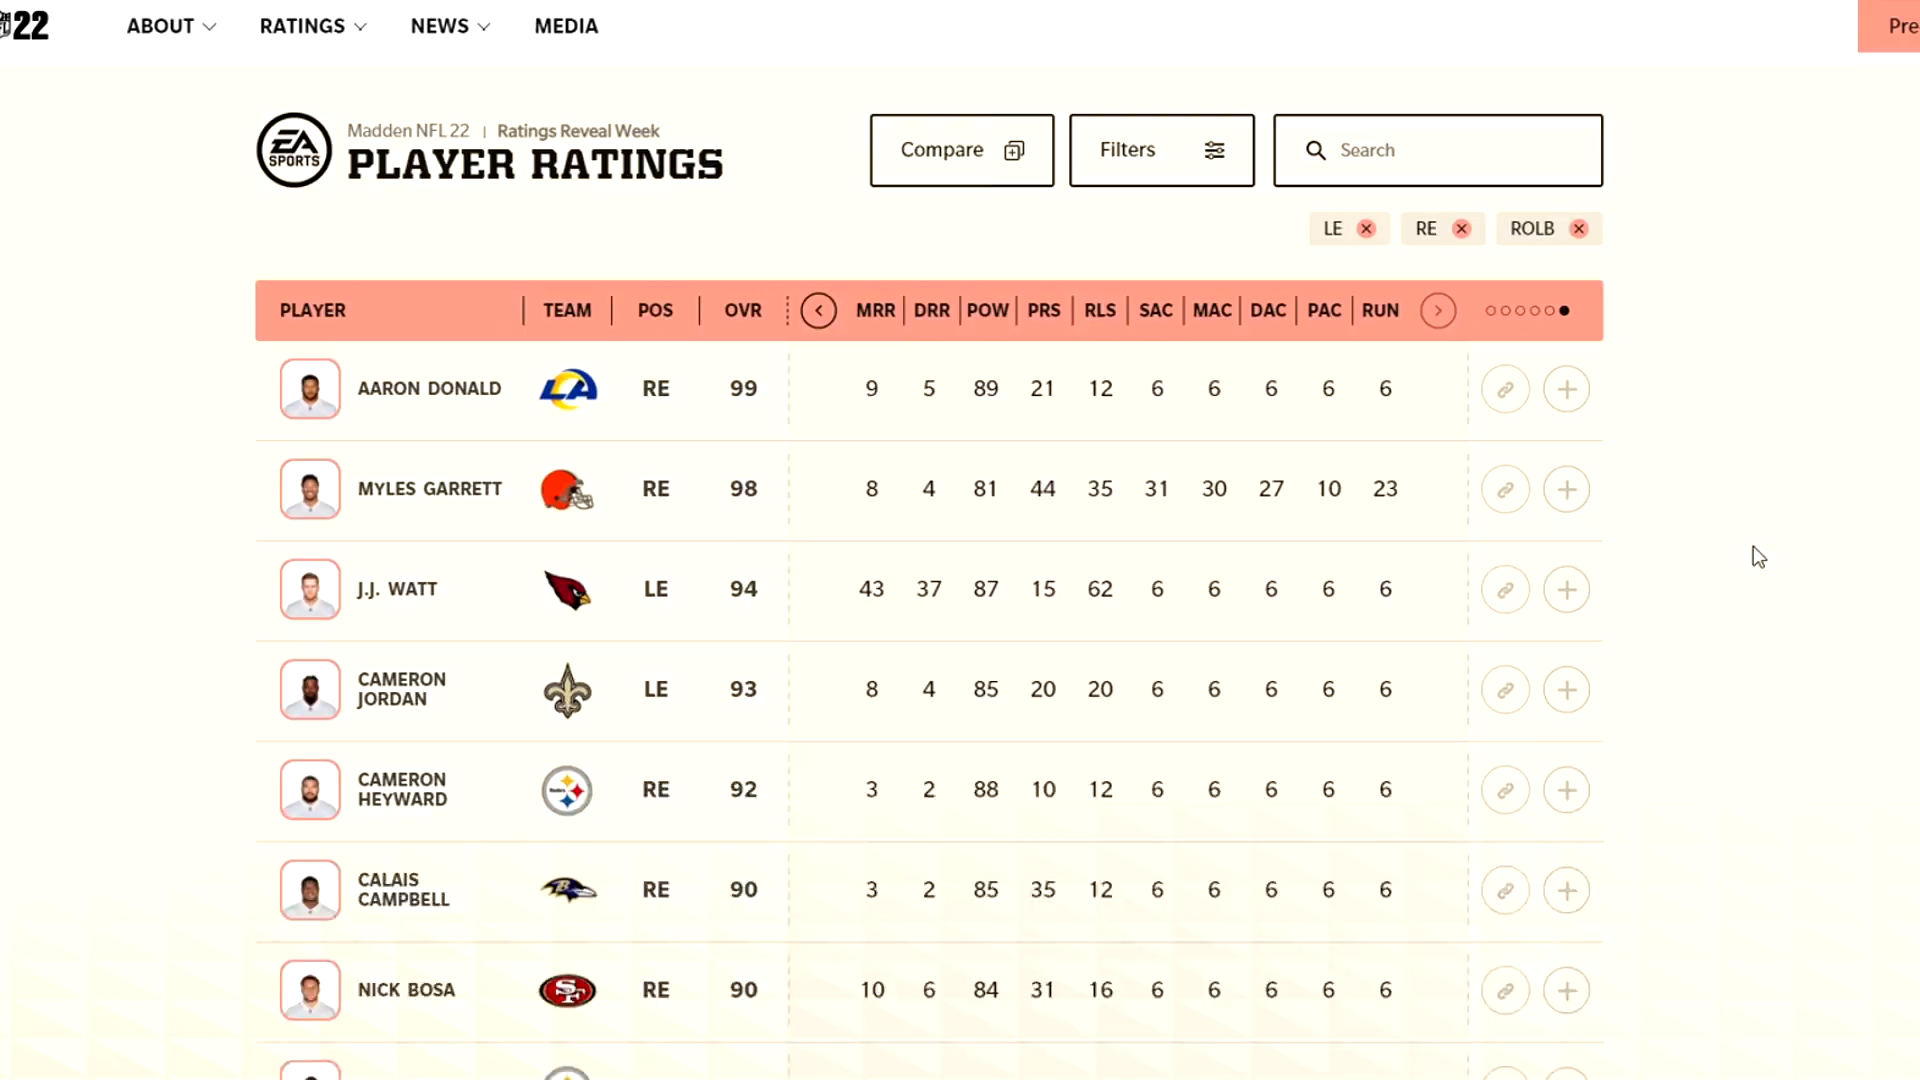 22 ABOUT RATINGS NEWS MEDIA Pre
EA SPORTS
Madden NFL 22 | Ratings Reveal Week
PLAYER RATINGS
Compare Filters Search
LE RE ROLB
PLAYER TEAM POS OVR MRR DRR POW PRS RLS SAC MAC DAC PAC RUN
AARON DONALD LA RE 99 9 5 89 21 12 6 6 6 6 6
MYLES GARRETT RE 98 8 4 81 44 35 31 30 27 10 23
J.J. WATT LE 94 43 37 87 15 62 6 6 6 6 6
CAMERON
JORDAN LE 93 8 4 85 20 20 6 6 6 6 6
CAMERON
HEYWARD Steelers RE 92 3 2 88 10 12 6 6 6 6 6
CALAIS
CAMPBELL B RE 90 3 2 85 35 12 6 6 6 6 6
NICK BOSA SF RE 90 10 6 84 31 16 6 6 6 6 6